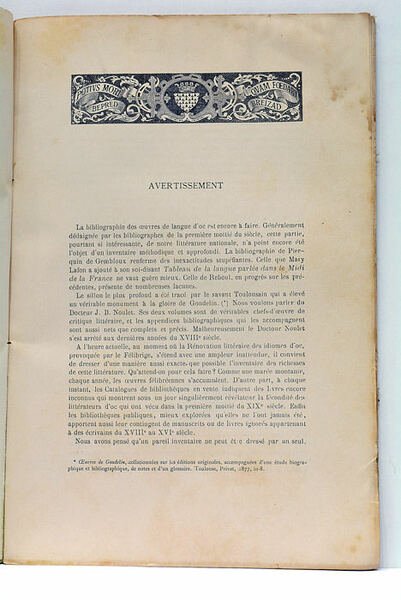 POTIUS MORI
QUAM FOEDARI
BEPRED
BREIZAD
AVERTISSEMENT
La bibliographie des œuvres de langue d'oc est encore à faire. Généralement
dédaignée par les bibliographes de la première moitié du siècle, cette partie,
pourtant si intéressante, de notre littérature nationale, n'a point encore été
l'objet d'un inventaire méthodique et approfondi. La bibliographie de Pier-
quin de Gembloux renferme des inexactitudes stupéfiantes. Celle que Mary
Lafon a ajouté à son soi-disant Tableau de la langue parlée dans le Midi
de la France ne vaut guère mieux. Celle de Reboul, en progrès sur les pré-
cédentes, présente de nombreuses lacunes.
Le sillon le plus profond a été tracé par le savant Toulousain qui a élevé
un véritable monument à la gloire de Goudelin. (*) Nous voulons parler du
Docteur J. B. Noulet. Ses deux volumes sont de véritables chefs-d'œuvre de
critique littéraire, et les appendices bibliographiques qui les accompagnent
sont aussi nets que complets et précis. Malheureusement le Docteur Noulet
s'est arrêté aux dernières années du XVIIIe siècle.
A l'heure actuelle, au moment où la Rénovation littéraire des idiomes d'oc,
provoquée par le Félibrige, s'étend avec une ampleur inattendue, il convient
de dresser d'une manière aussi exacte que possible l'inventaire des richesses
de cette littérature. Qu'attend-on pour cela faire ? Comme une marée montante,
chaque année, les œuvres félibréennes s'accumulent. D'autre part, à chaque
instant, les Catalogues de bibliothèques en vente indiquent des livres encore
inconnus qui montrent sous un jour singulièrement révélateur la fécondité des
littérateurs d'oc qui ont vécu dans la première moitié du XIXe siècle. Enfin
les bibliothèques publiques, mieux explorées qu'elles ne l'ont jamais été,
apportent aussi leur contingent de manuscrits ou de livres ignorés appartenant
à des écrivains du XVIIIe au XVIe siècle.
Nous avons pensé qu'un pareil inventaire ne peut être dressé par un seul.
* Œuvres de Goudelin, collationnées sur les éditions originales, accompagnées d'une étude biogra-
phique et bibliographique, de notes et d'un glossaire. Toulouse, Privat, 1877, in-8.